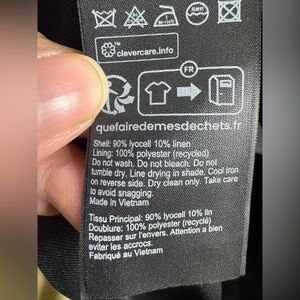 clevercare.info
FR
quefairedemesdechets.fr
Shell: 90% lyocell 10% linen
Lining: 100% polyester (recycled)
Do not wash. Do not bleach. Do not
tumble dry. Line drying in shade. Cool iron
on reverse side. Dry clean only. Take care
to avoid snagging.
Made in Vietnam
Tissu Principal: 90% lyocell 10% lin
Doublure: 100% polyester (recyclé)
Repasser sur l'envers. Attention a bien
eviter les accrocs.
Fabriqué au Vietnam